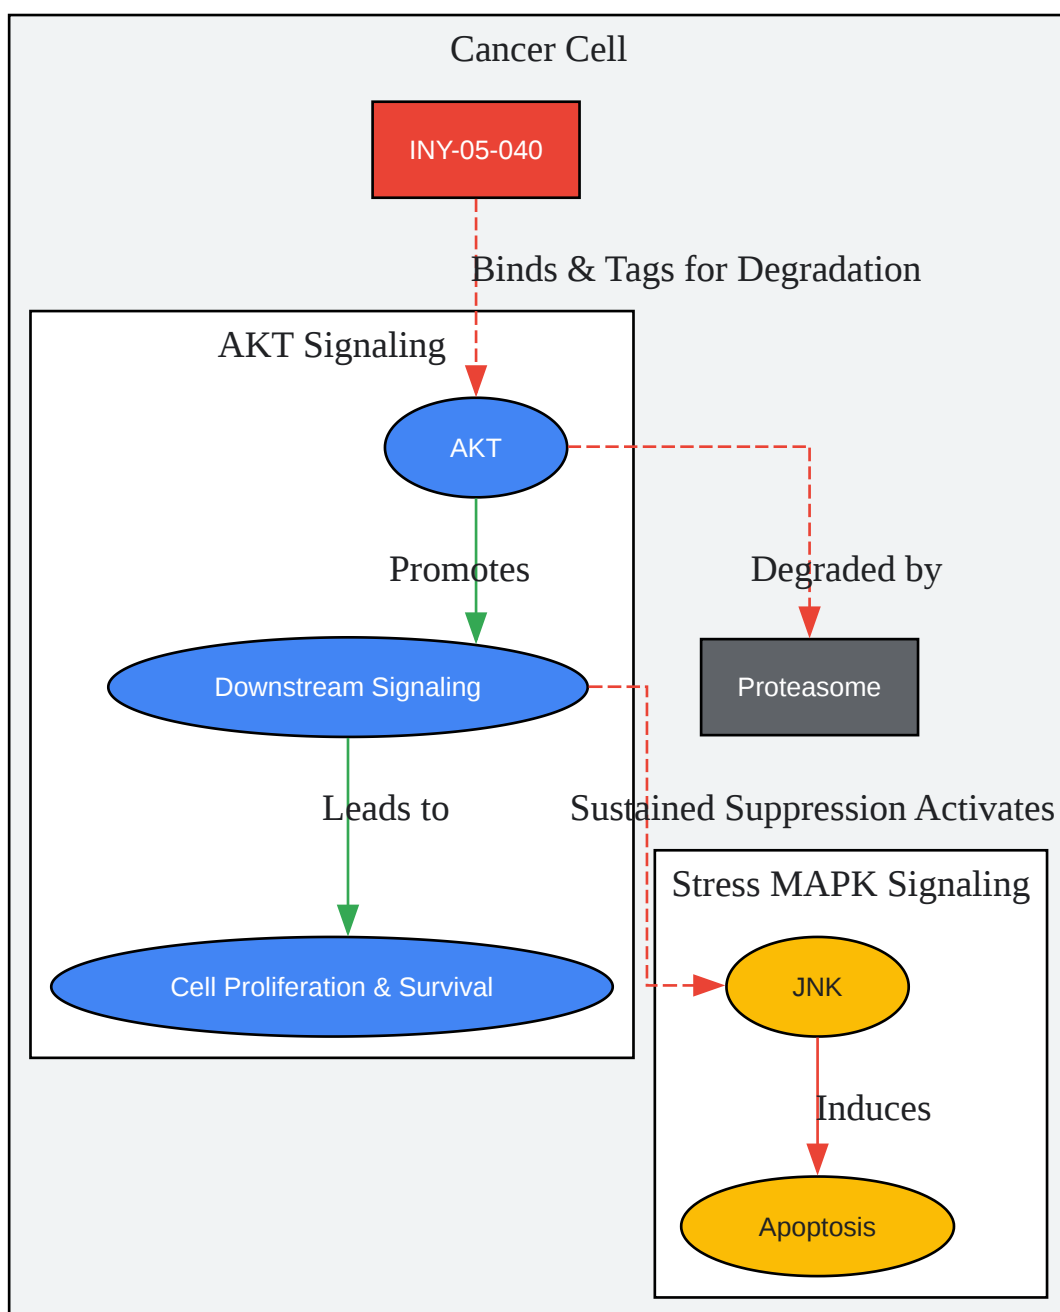 Cancer Cell
INY-05-040
Binds & Tags for Degradation
AKT Signaling
AKT
Promotes
Degraded by
Downstream Signaling
Proteasome
Leads to
Sustained Suppression Activates
Stress MAPK Signaling
Cell Proliferation & Survival
JNK
Induces
Apoptosis